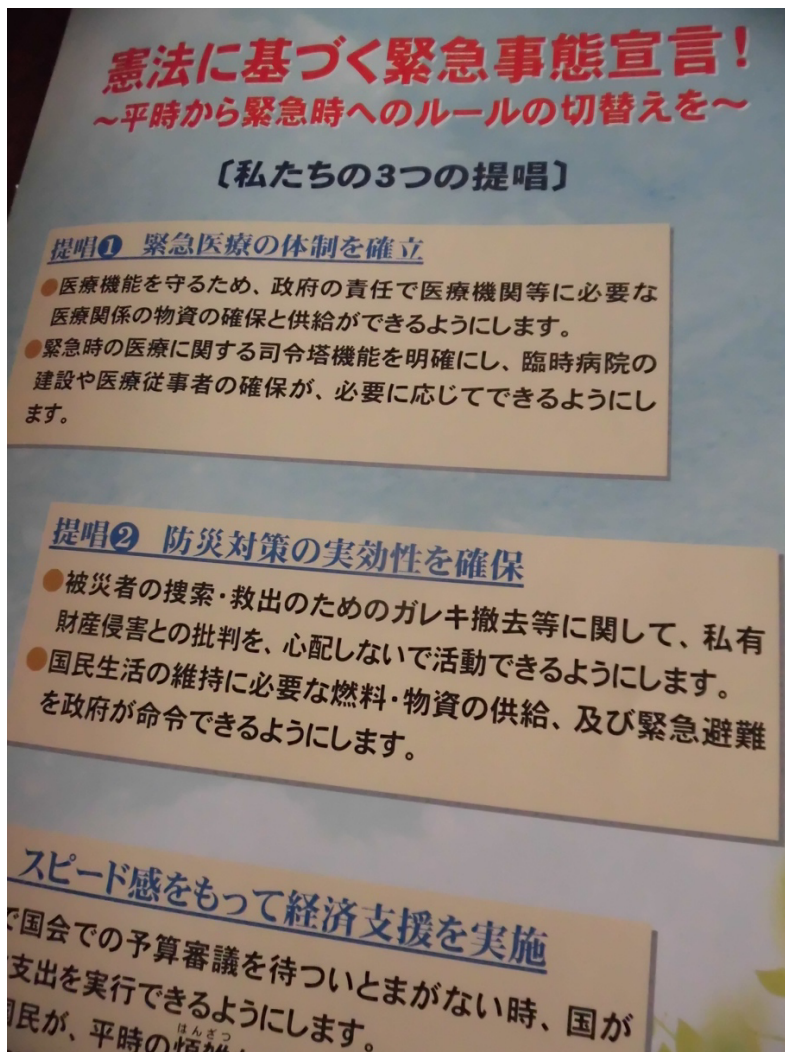 憲法に基づく緊急事態宣言!
～平時から緊急時へのルールの切替えを～
〔私たちの3つの提唱〕
提唱❶ 緊急医療の体制を確立
●医療機能を守るため、政府の責任で医療機関等に必要な
医療関係の物資の確保と供給ができるようにします。
●緊急時の医療に関する司令塔機能を明確にし、臨時病院の
建設や医療従事者の確保が、必要に応じてできるようにし
ます。
提唱❷ 防災対策の実効性を確保
●被災者の捜索・救出のためのガレキ撤去等に関して、私有
財産侵害との批判を、心配しないで活動できるようにします。
●国民生活の維持に必要な燃料・物資の供給、及び緊急避難
を政府が命令できるようにします。
スピード感をもって経済支援を実施
で国会での予算審議を待ついとまがない時、国が
支出を実行できるようにします。
国民が、平時の煩雑
はんざつ